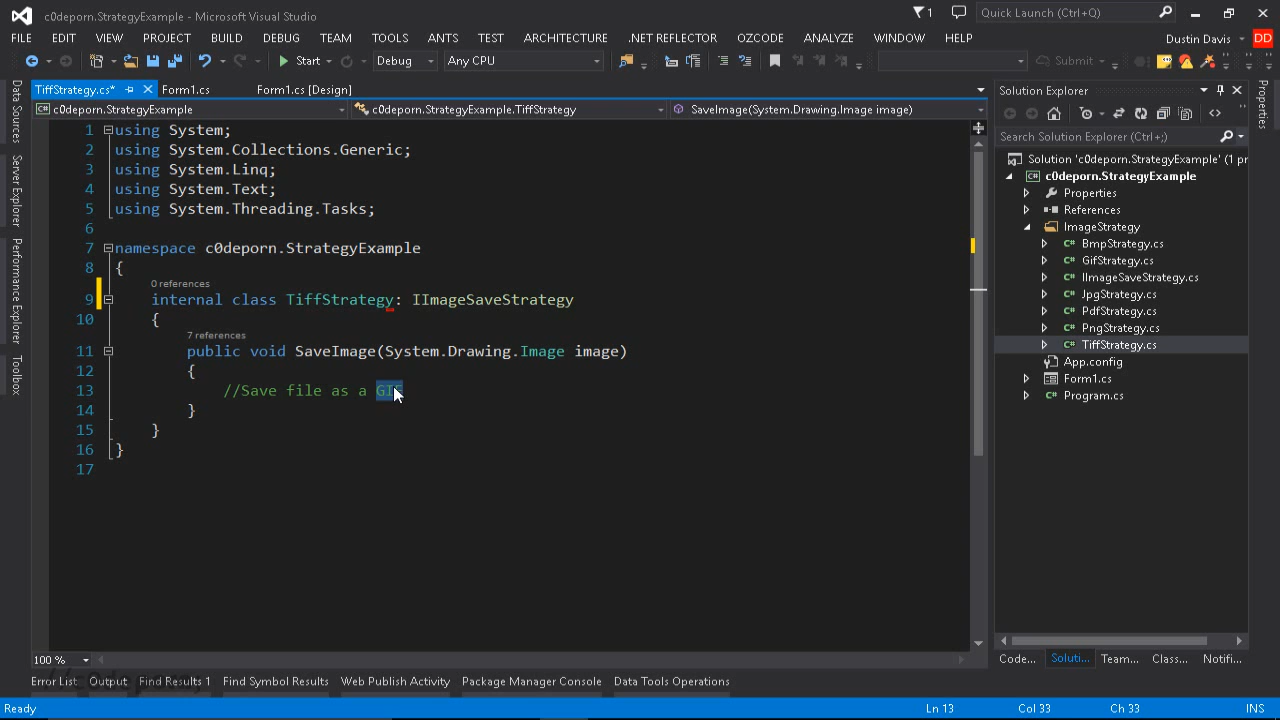 c0deporn.StrategyExample - Microsoft Visual Studio
1
Quick Launch (Ctrl+Q)
FILE EDIT VIEW PROJECT BUILD DEBUG TEAM TOOLS ANTS TEST ARCHITECTURE .NET REFLECTOR OZCODE ANALYZE WINDOW HELP
Dustin Davis
DD
Start Debug Any CPU
Submit
TiffStrategy.cs* Form1.cs Form1.cs [Design]
c0deporn.StrategyExample c0deporn.StrategyExample.TiffStrategy SaveImage(System.Drawing.Image image)
Data Sources
Server Explorer
Performance Explorer
Toolbox
1 using System;
2 using System.Collections.Generic;
3 using System.Linq;
4 using System.Text;
5 using System.Threading.Tasks;
6
7 namespace c0deporn.StrategyExample
8 {
0 references
9 internal class TiffStrategy: IImageSaveStrategy
10 {
7 references
11 public void SaveImage(System.Drawing.Image image)
12 {
13 //Save file as a GIF
14 }
15 }
16 }
17
100 %
Solution Explorer
Search Solution Explorer (Ctrl+;)
Solution 'c0deporn.StrategyExample' (1 pr
c0deporn.StrategyExample
Properties
References
ImageStrategy
BmpStrategy.cs
GifStrategy.cs
IImageSaveStrategy.cs
JpgStrategy.cs
PdfStrategy.cs
PngStrategy.cs
TiffStrategy.cs
App.config
Form1.cs
Program.cs
Properties
Code... Soluti... Team... Class... Notifi...
Error List Output Find Results 1 Find Symbol Results Web Publish Activity Package Manager Console Data Tools Operations
Ready Ln 13 Col 33 Ch 33 INS